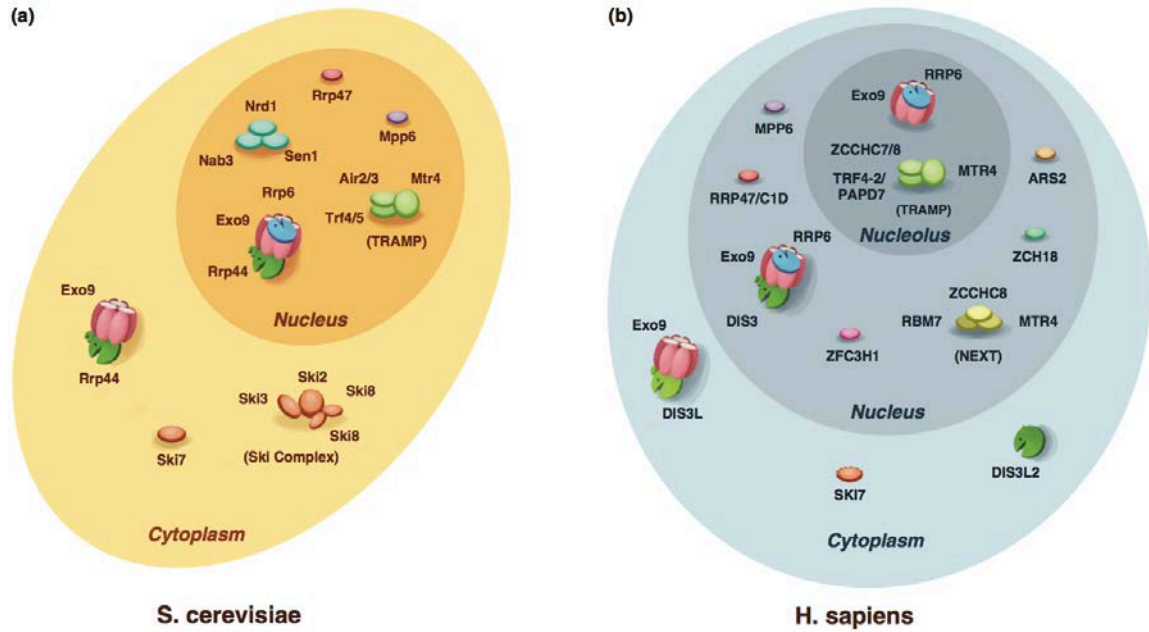 (a)
Rrp47
Nrd1
Mpp6
Nab3
Sen1
Air2/3
Mtr4
Rrp6
Exo9
Trf4/5
(TRAMP)
Rrp44
Nucleus
Exo9
Rrp44
Ski2
Ski3
Ski8
Ski8
Ski7
(Ski Complex)
Cytoplasm
S. cerevisiae
(b)
RRP6
Exo9
MPP6
ZCCHC7/8
MTR4
ARS2
TRF4-2/
PAPD7
RRP47/C1D
(TRAMP)
Nucleolus
RRP6
Exo9
ZCH18
DIS3
ZCCHC8
RBM7
MTR4
ZFC3H1
(NEXT)
Exo9
DIS3L
Nucleus
DIS3L2
SKI7
Cytoplasm
H. sapiens